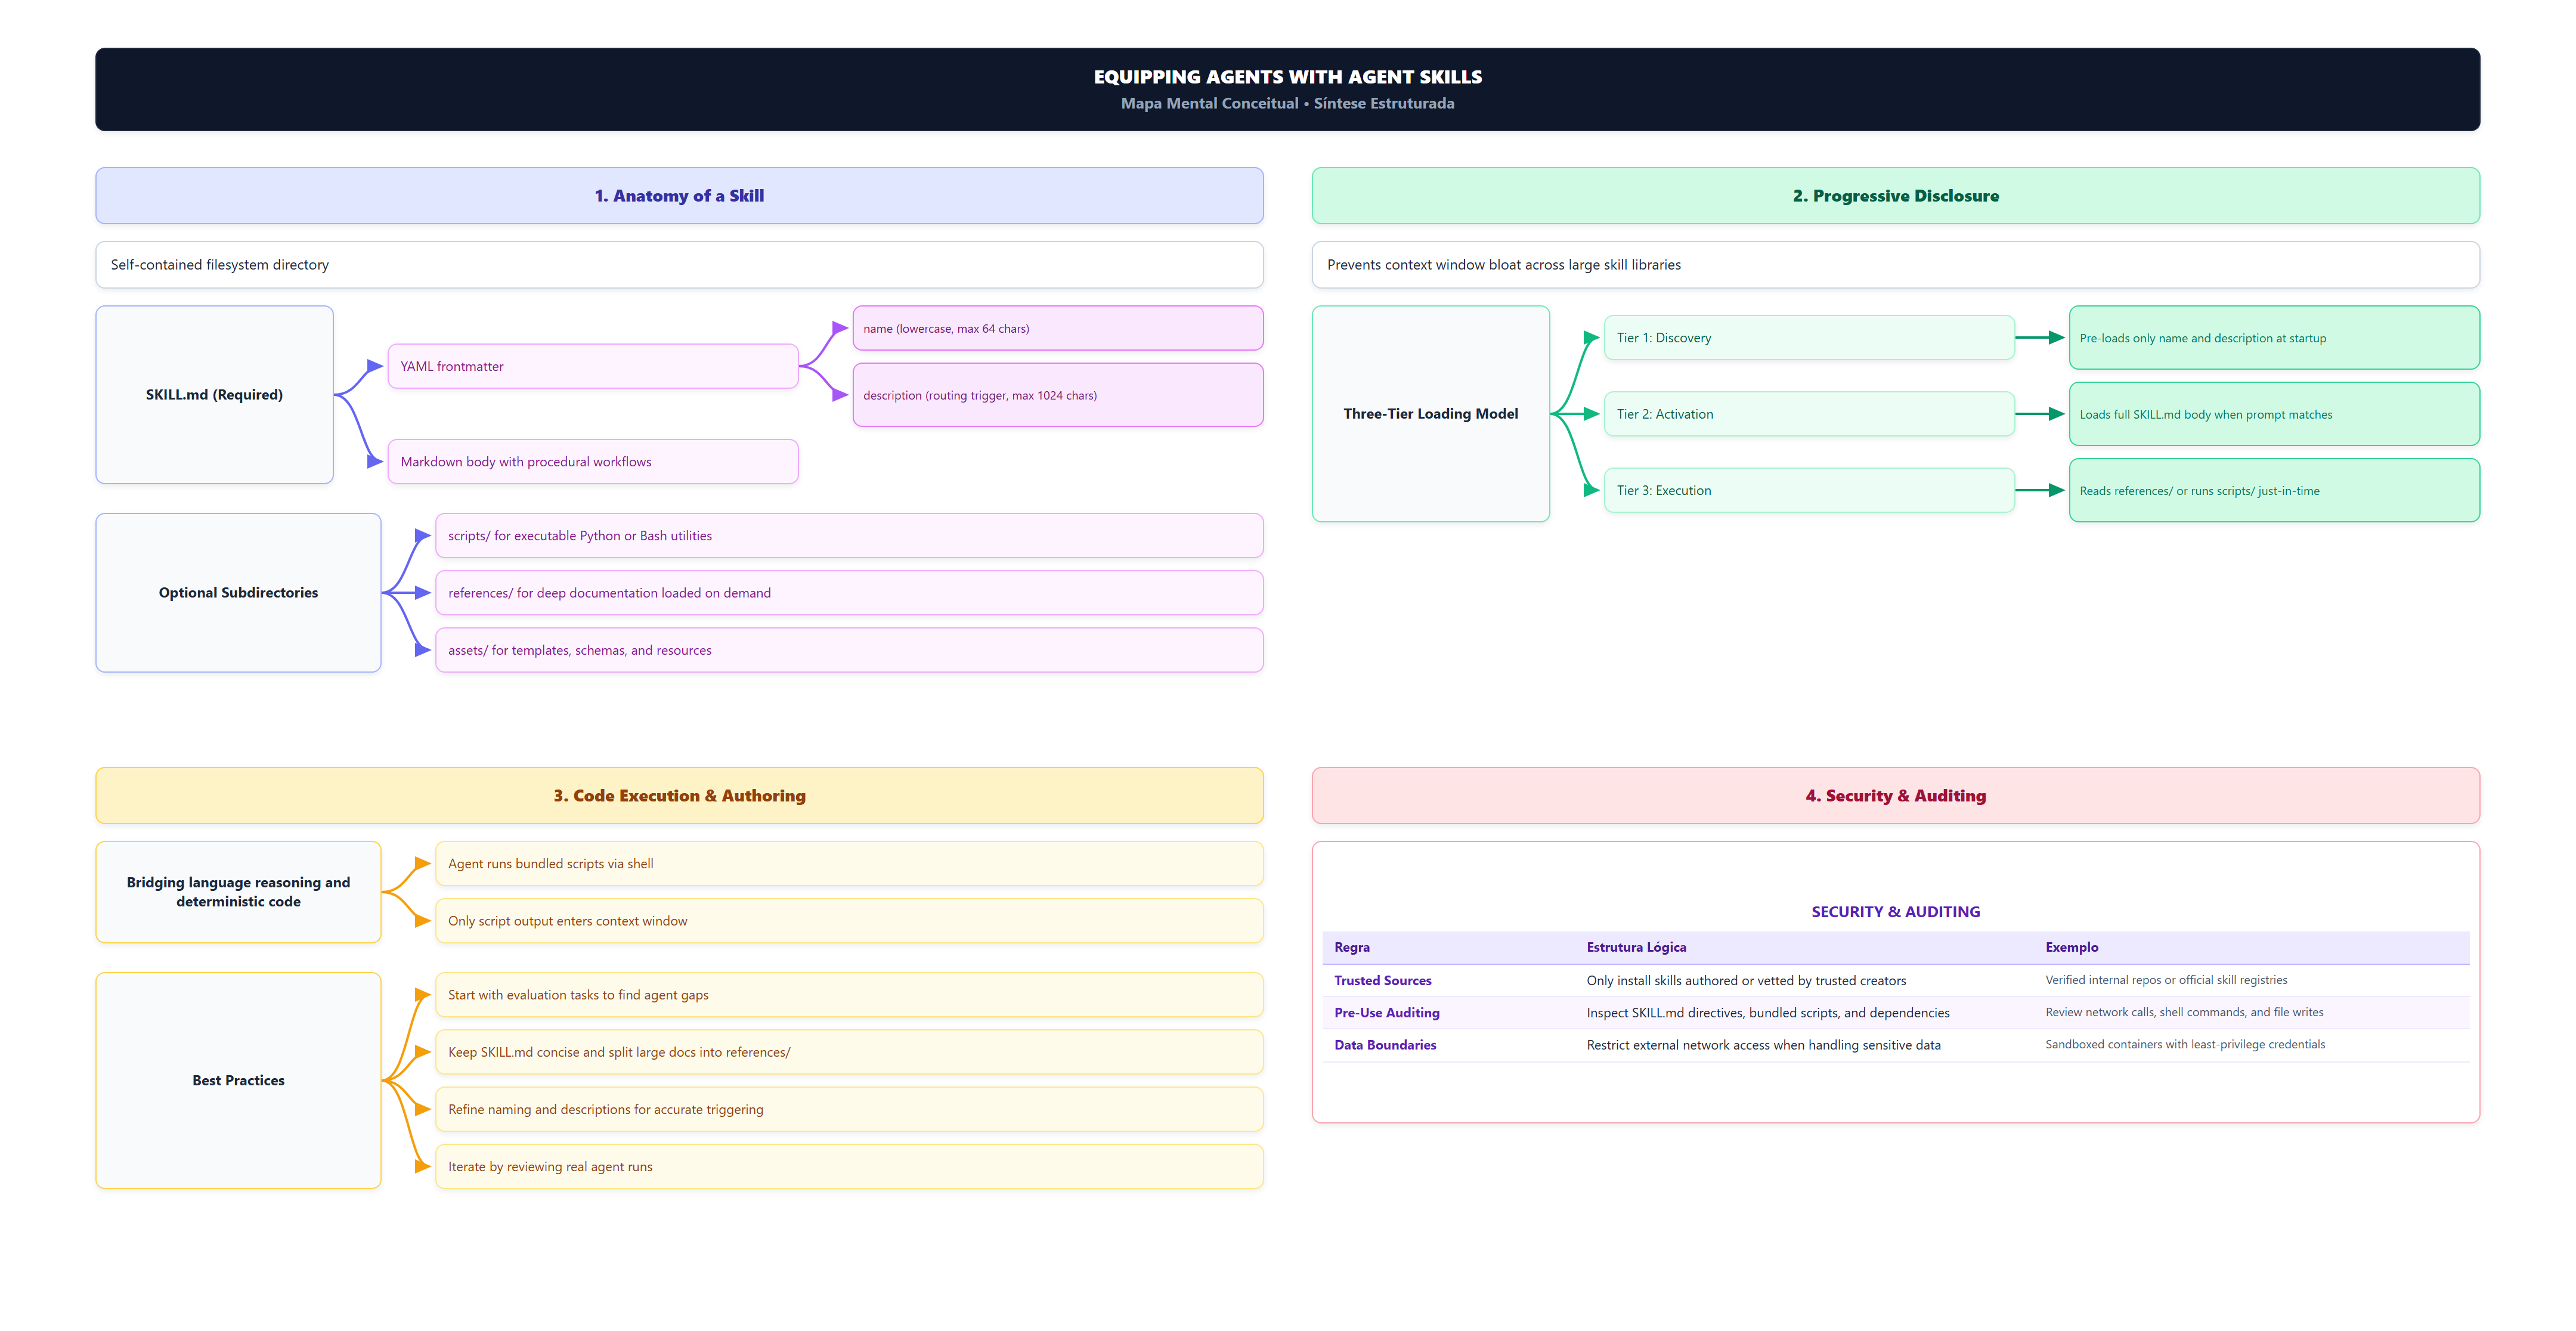 EQUIPPING AGENTS WITH AGENT SKILLS
Mapa Mental Conceitual • Síntese Estruturada
1. Anatomy of a Skill
Self-contained filesystem directory
SKILL.md (Required)
YAML frontmatter
name (lowercase, max 64 chars)
description (routing trigger, max 1024 chars)
Markdown body with procedural workflows
Optional Subdirectories
scripts/ for executable Python or Bash utilities
references/ for deep documentation loaded on demand
assets/ for templates, schemas, and resources
2. Progressive Disclosure
Prevents context window bloat across large skill libraries
Three-Tier Loading Model
Tier 1: Discovery
Pre-loads only name and description at startup
Tier 2: Activation
Loads full SKILL.md body when prompt matches
Tier 3: Execution
Reads references/ or runs scripts/ just-in-time
3. Code Execution & Authoring
Bridging language reasoning and
deterministic code
Agent runs bundled scripts via shell
Only script output enters context window
Best Practices
Start with evaluation tasks to find agent gaps
Keep SKILL.md concise and split large docs into references/
Refine naming and descriptions for accurate triggering
Iterate by reviewing real agent runs
4. Security & Auditing
SECURITY & AUDITING
Regra Estrutura Lógica Exemplo
Trusted Sources Only install skills authored or vetted by trusted creators Verified internal repos or official skill registries
Pre-Use Auditing Inspect SKILL.md directives, bundled scripts, and dependencies Review network calls, shell commands, and file writes
Data Boundaries Restrict external network access when handling sensitive data Sandboxed containers with least-privilege credentials